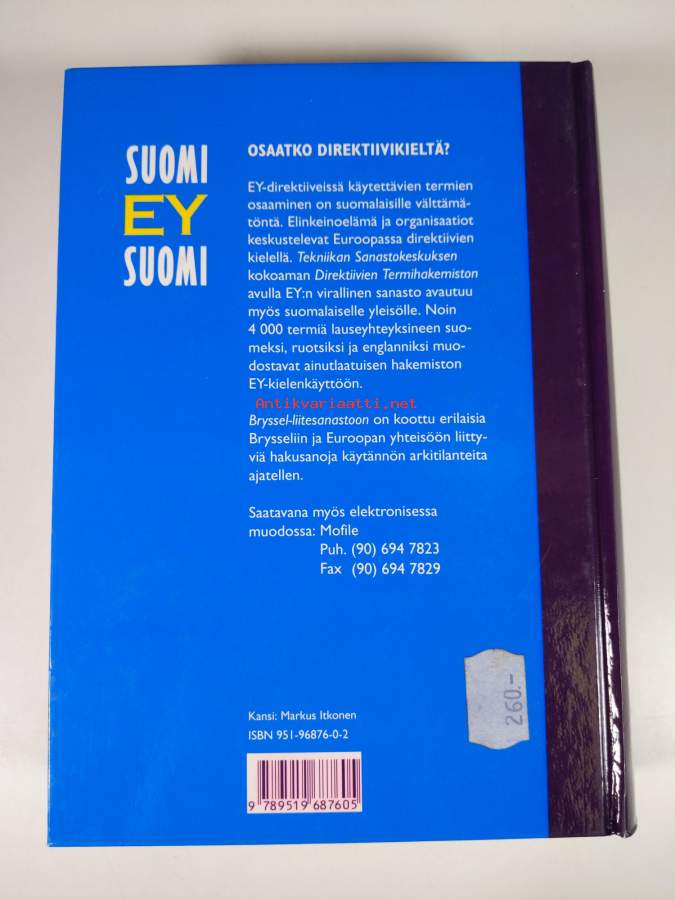 SUOMI
EY
SUOMI
OSAATKO DIREKTIIVIKIELTÄ?
EY-direktiiveissä käytettävien termien
osaaminen on suomalaisille välttämä-
töntä. Elinkeinoelämä ja organisaatiot
keskustelevat Euroopassa direktiivien
kielellä. Tekniikan Sanastokeskuksen
kokoaman Direktiivien Termihakemiston
avulla EY:n virallinen sanasto avautuu
myös suomalaiselle yleisölle. Noin
4 000 termiä lauseyhteyksineen suo-
meksi, ruotsiksi ja englanniksi muo-
dostavat ainutlaatuisen hakemiston
EY-kielenkäyttöön.
Antikvariaatti.net
Bryssel-liitesanastoon on koottu erilaisia
Brysseliin ja Euroopan yhteisöön liitty-
viä hakusanoja käytännön arkitilanteita
ajatellen.
Saatavana myös elektronisessa
muodossa: Mofile
Puh. (90) 694 7823
Fax (90) 694 7829
260.-
Kansi: Markus Itkonen
ISBN 951-96876-0-2
9 789519 687605